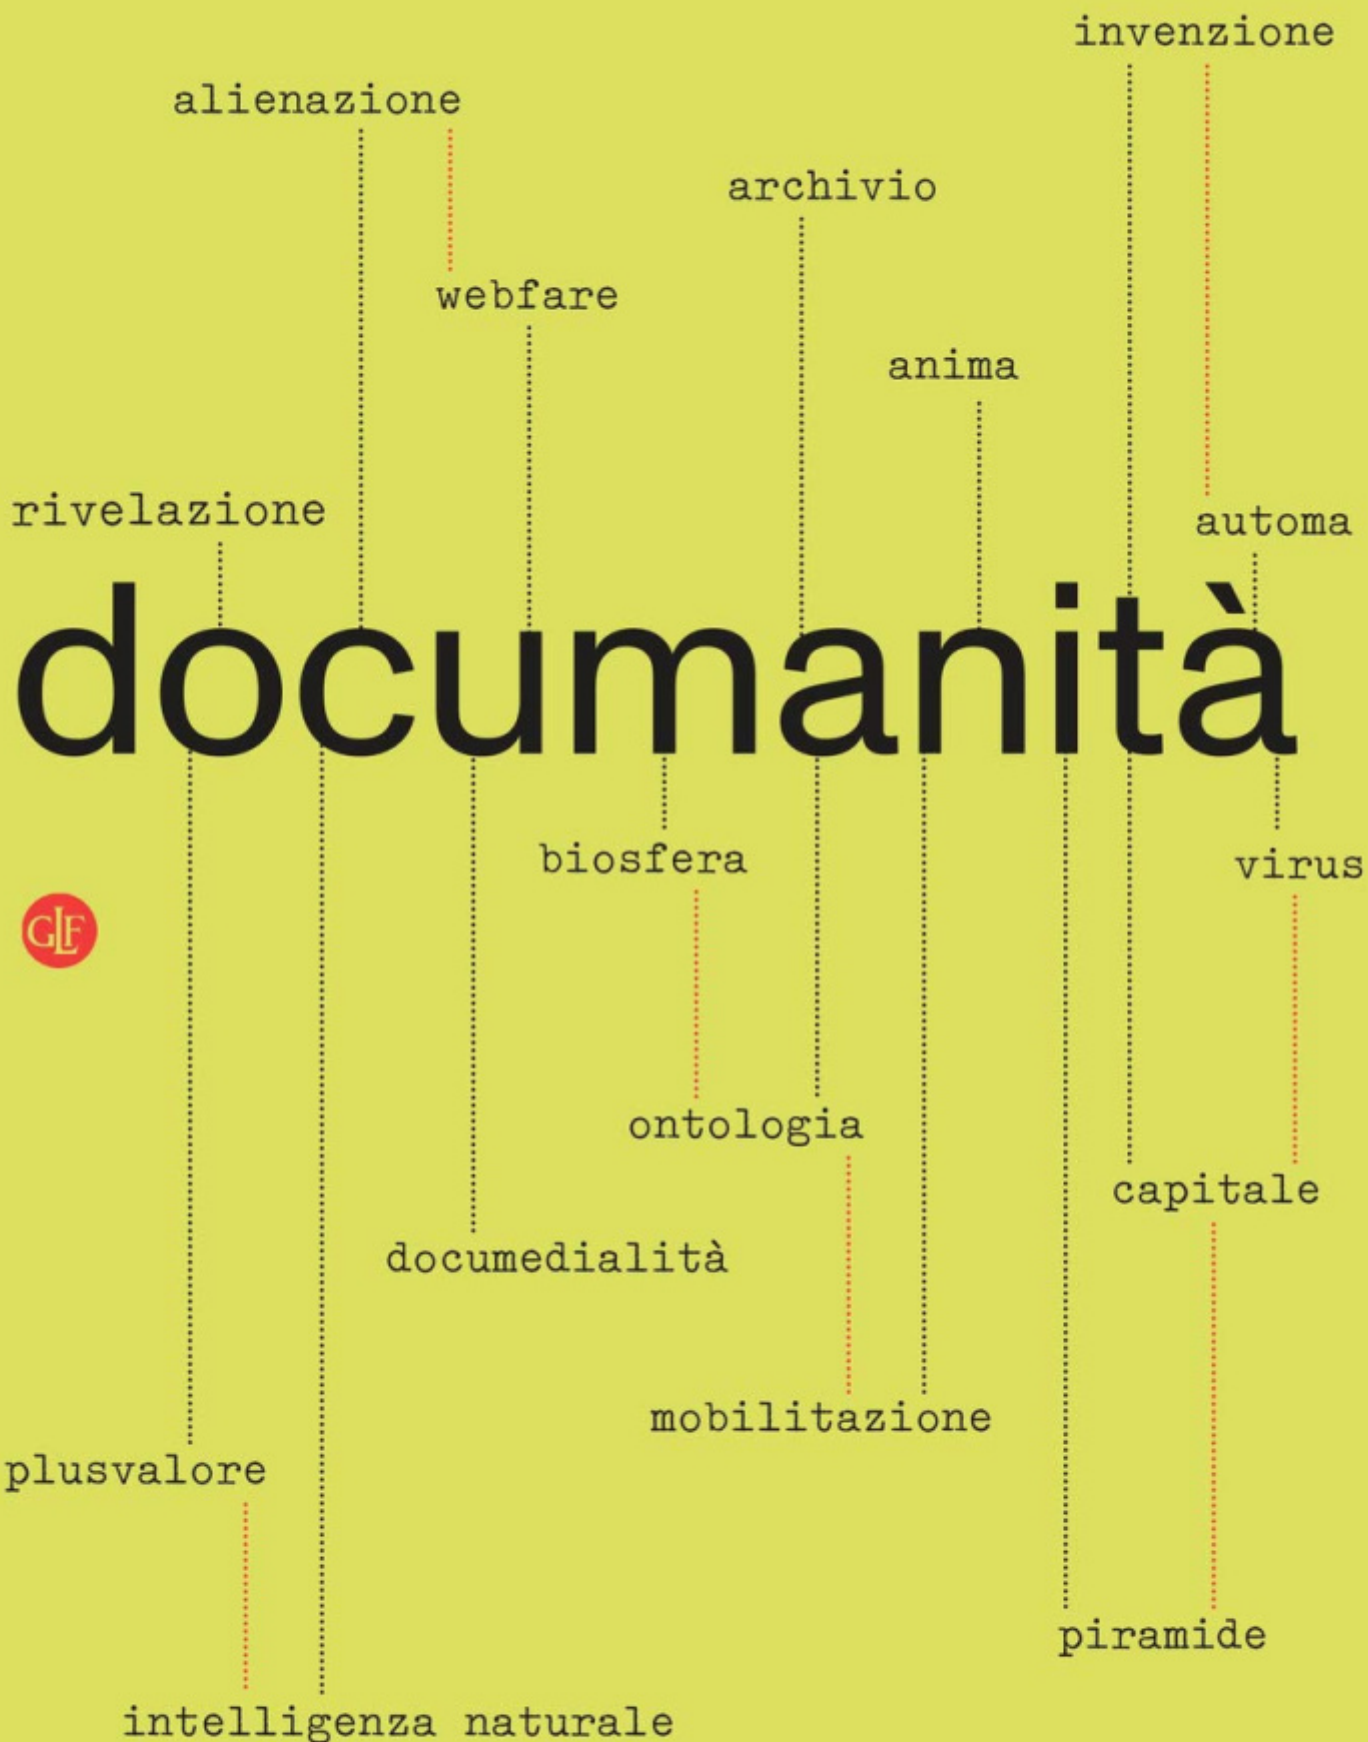 invenzione
alienazione
archivio
webfare
anima
rivelazione
automa
documanità
biosfera
virus
GLF
ontologia
capitale
documedialità
mobilitazione
plusvalore
piramide
intelligenza naturale